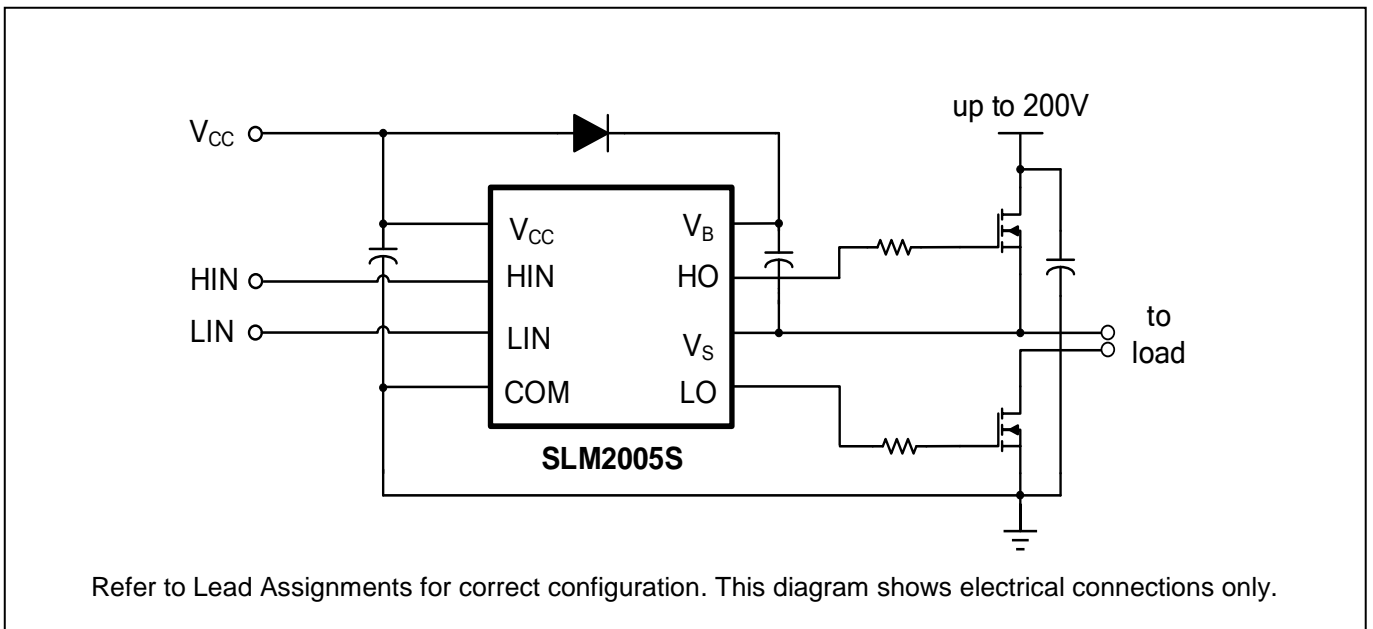 up to 200V
VCC
VCC
VB
HIN
HIN
HO
to
LIN
LIN
VS
load
COM
LO
SLM2005S
Refer to Lead Assignments for correct configuration. This diagram shows electrical connections only.